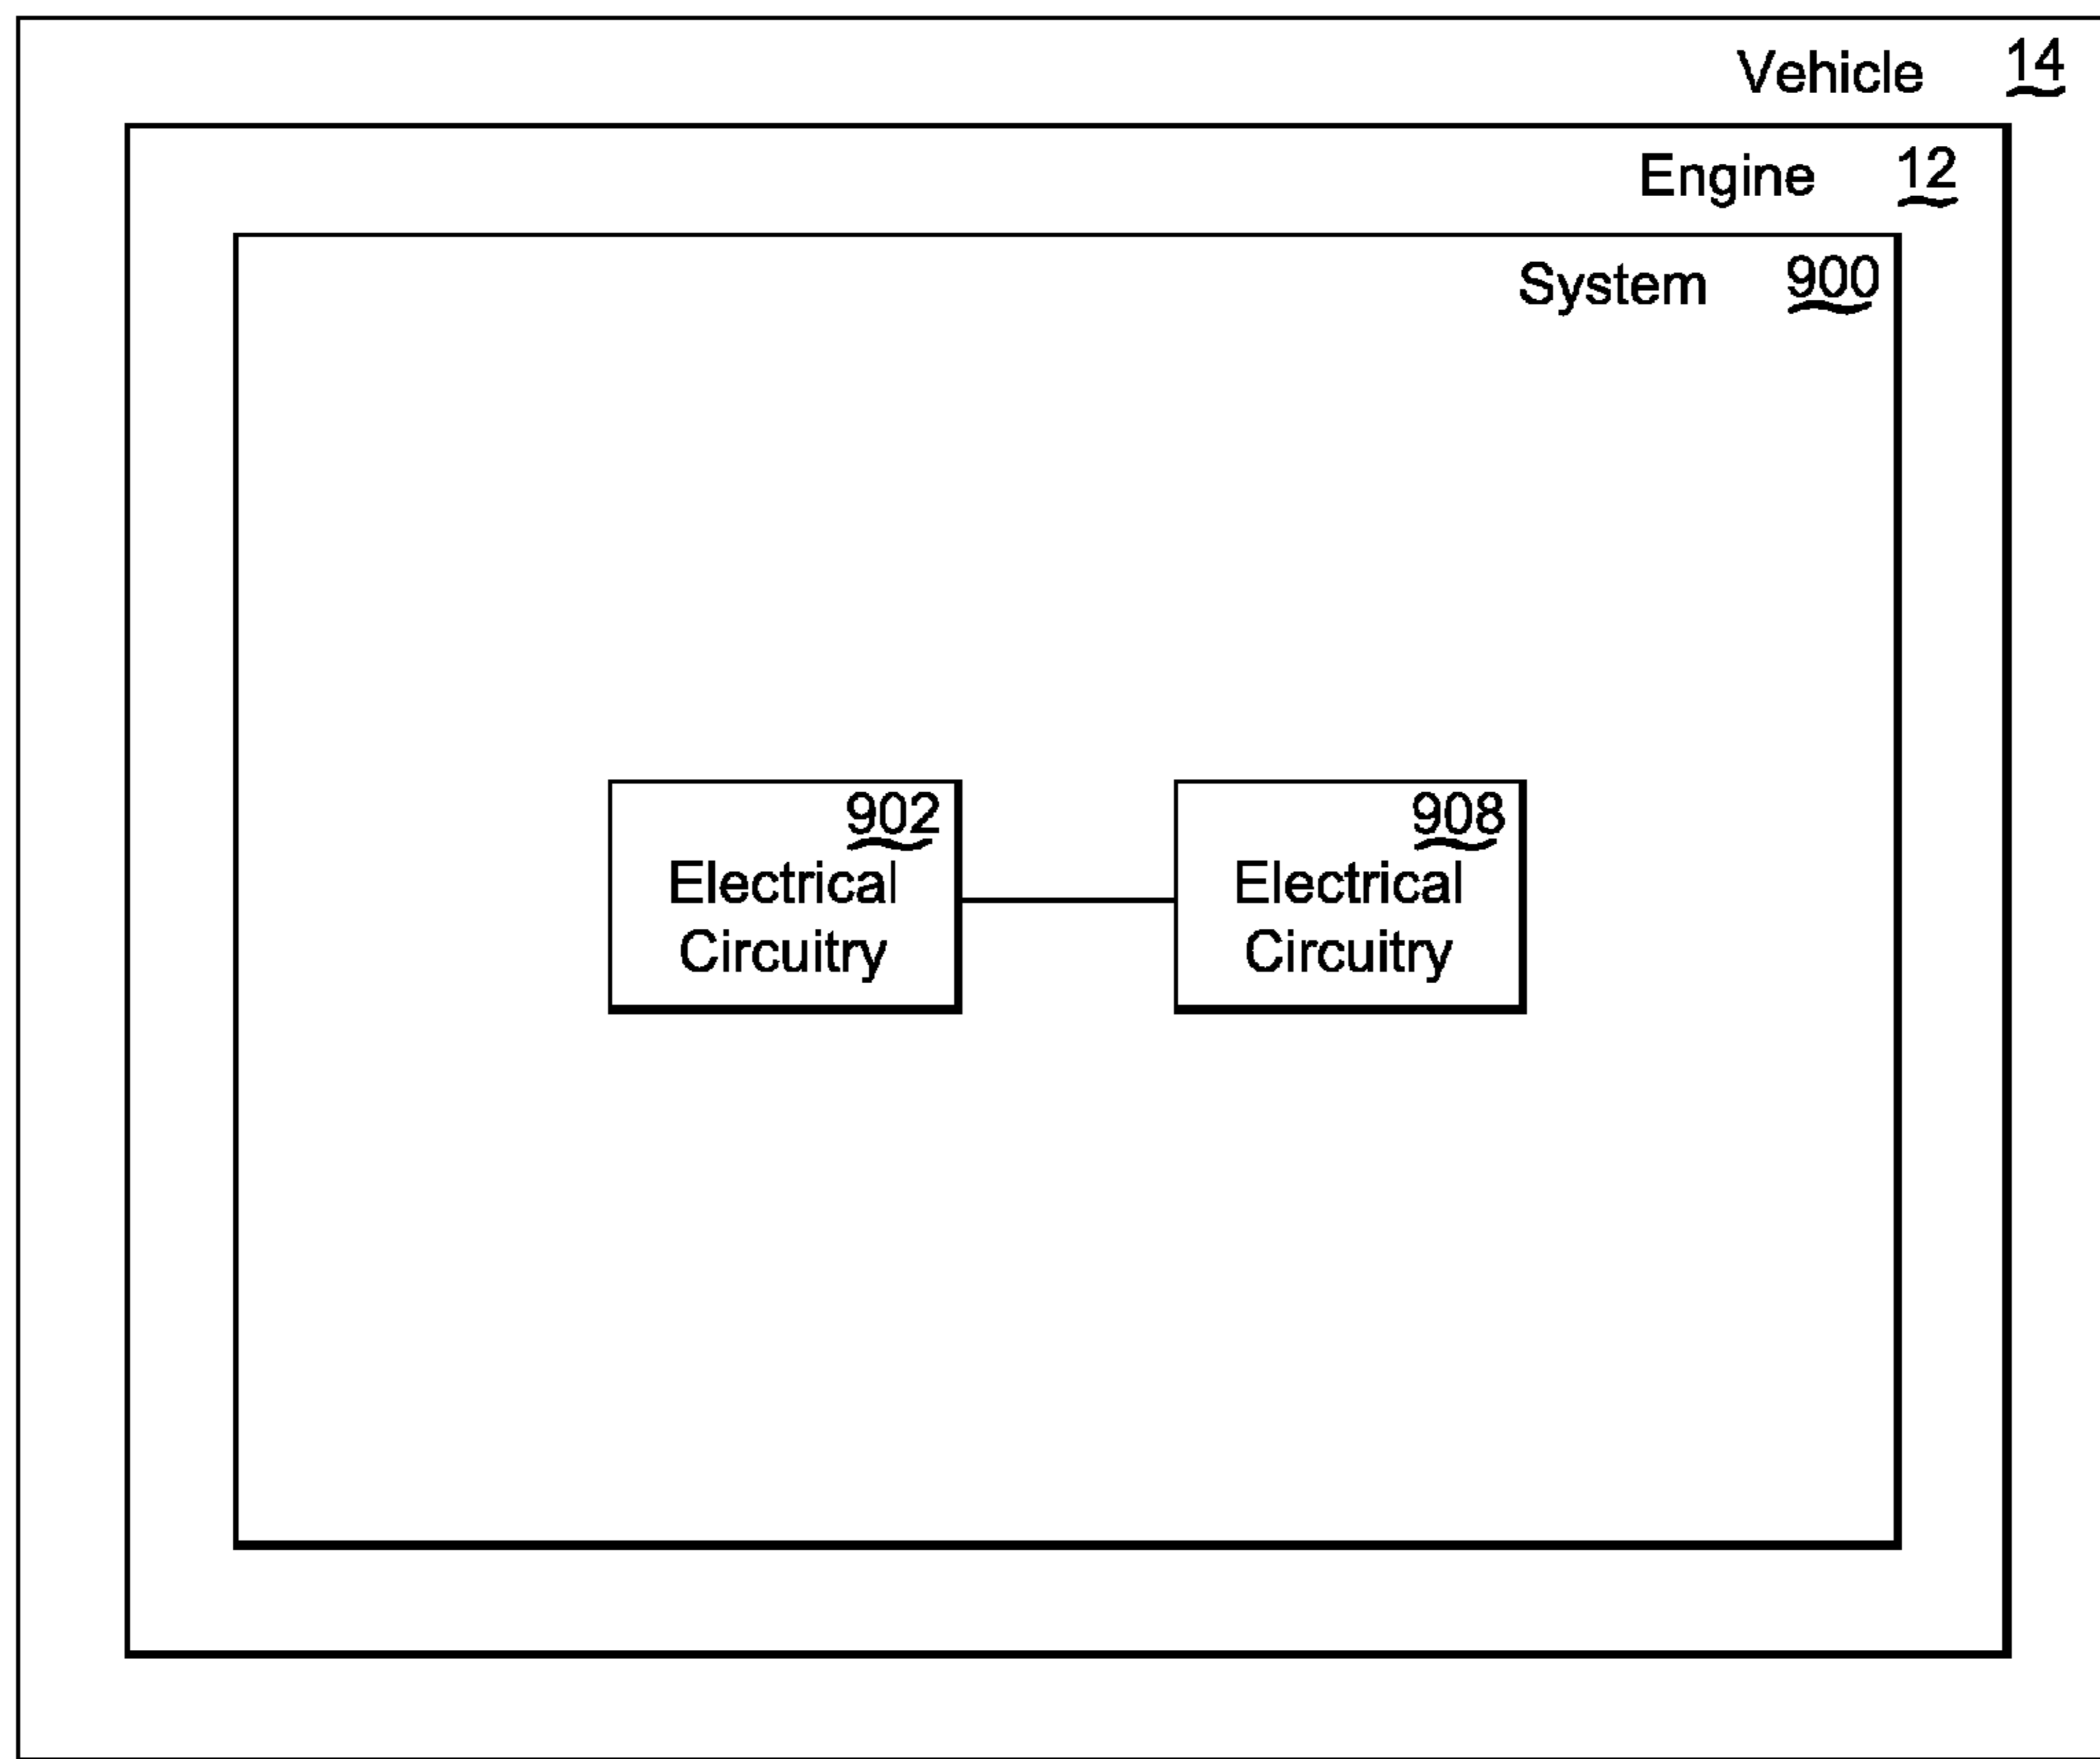 Vehicle 14
Engine 12
System 900
902
Electrical
Circuitry
908
Electrical
Circuitry